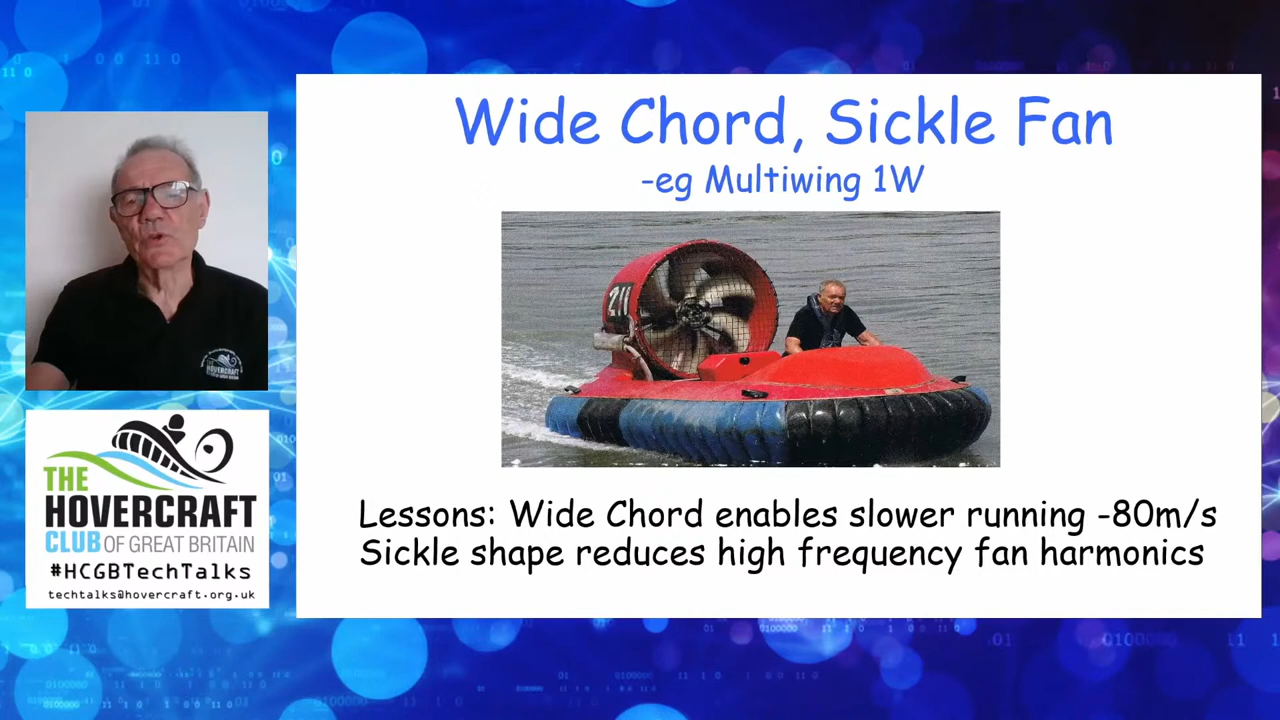 Wide Chord, Sickle Fan
-eg Multiwing 1W
211
Lessons: Wide Chord enables slower running -80m/s
Sickle shape reduces high frequency fan harmonics
THE
HOVERCRAFT
CLUB OF GREAT BRITAIN
#HCGBTechTalks
techtalks@hovercraft.org.uk